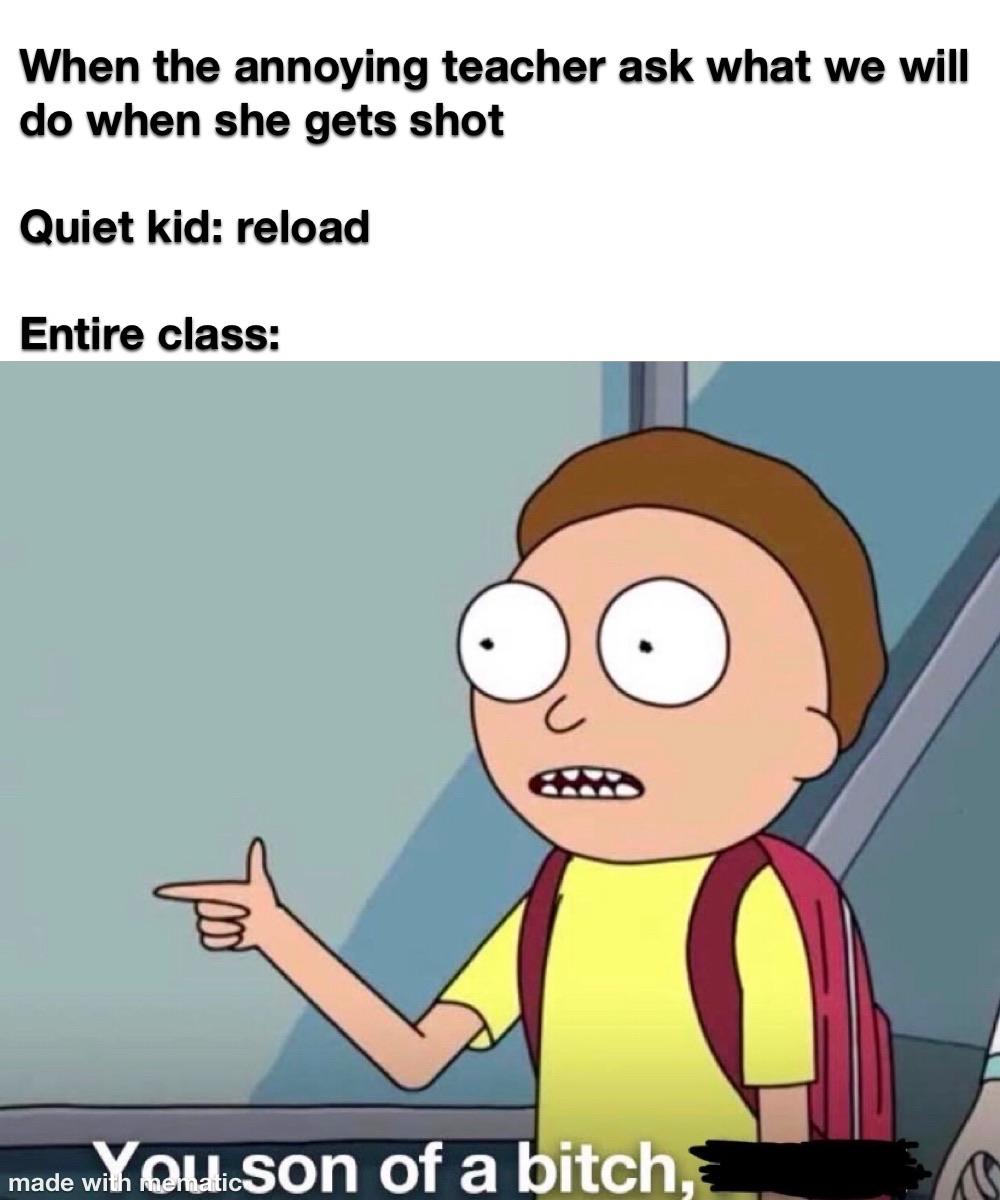 When the annoying teacher ask what we will
do when she gets shot
Quiet kid: reload
Entire class:
You son of a bitch,
made with mematic